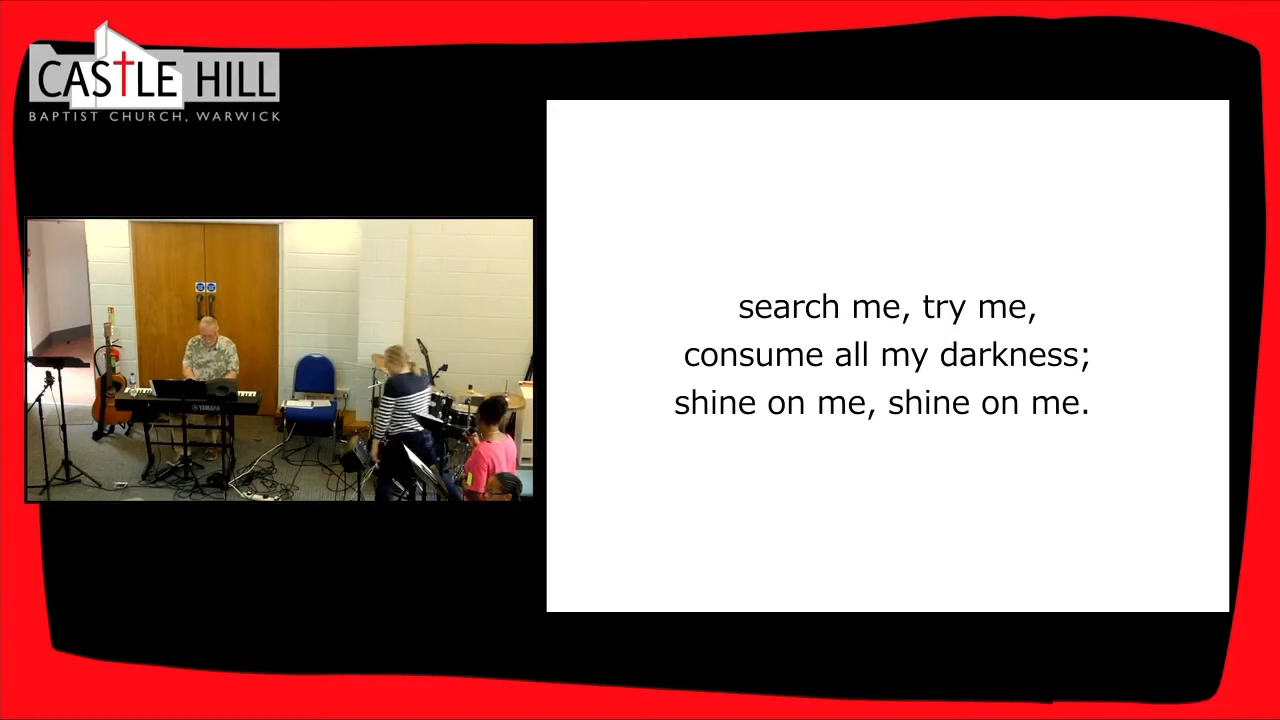 CASTLE HILL
BAPTIST CHURCH, WARWICK
search me, try me,
consume all my darkness;
shine on me, shine on me.
YAMAHA